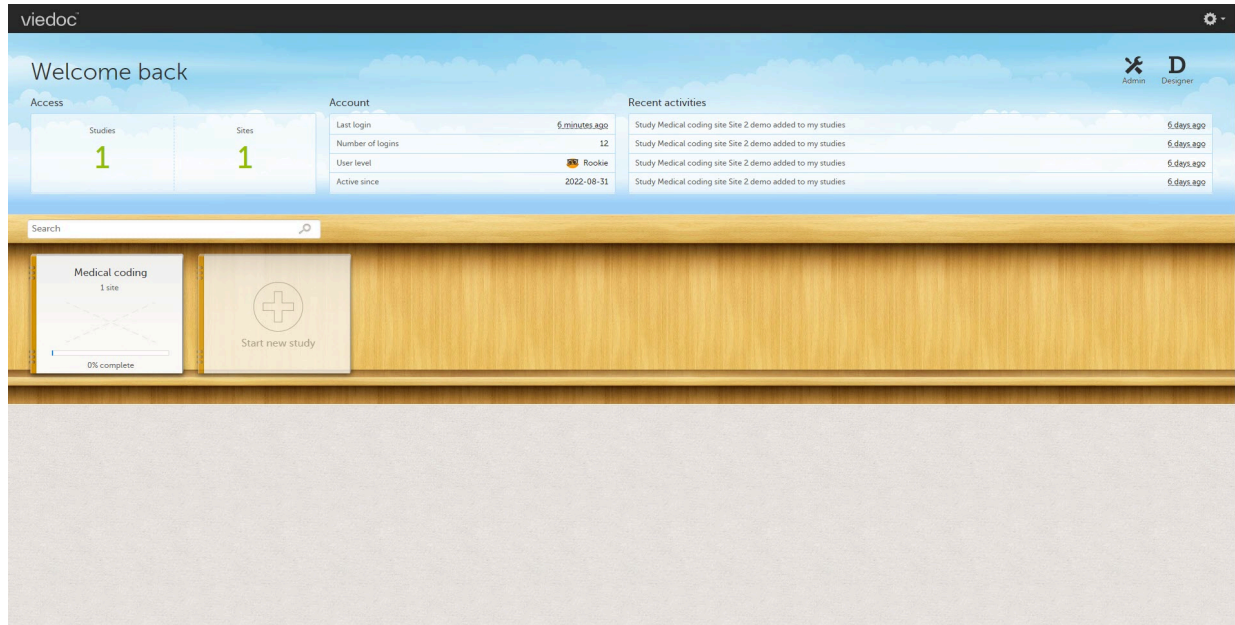 viedoc
Welcome back
Admin
Designer
Access
Studies
1
Sites
1
Account
Last login 6 minutes ago
Number of logins 12
User level Rookie
Active since 2022-08-31
Recent activities
Study Medical coding site Site 2 demo added to my studies 6 days ago
Study Medical coding site Site 2 demo added to my studies 6 days ago
Study Medical coding site Site 2 demo added to my studies 6 days ago
Study Medical coding site Site 2 demo added to my studies 6 days ago
Search
Medical coding
1 site
0% complete
Start new study